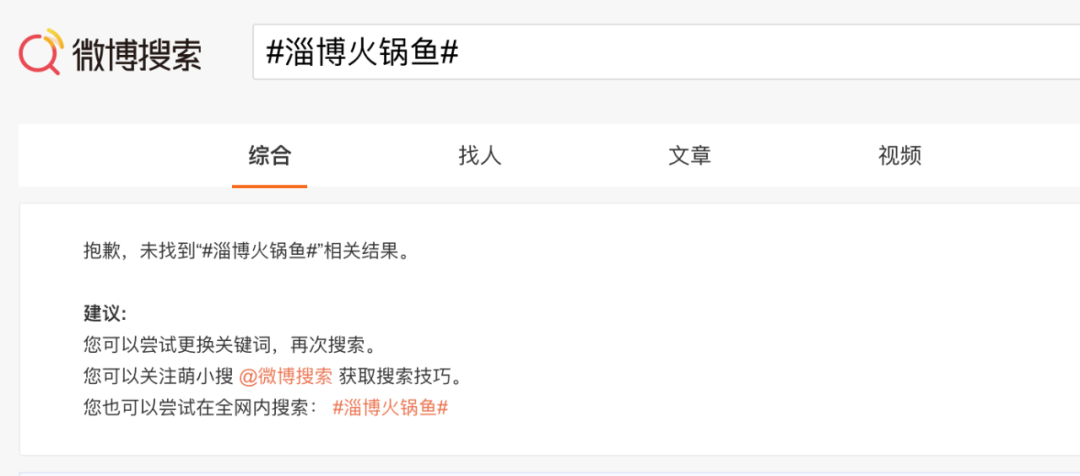 微博搜索
#淄博火锅鱼#
综合 找人 文章 视频
抱歉，未找到“#淄博火锅鱼#”相关结果。
建议:
您可以尝试更换关键词，再次搜索。
您可以关注萌小搜 @微博搜索 获取搜索技巧。
您也可以尝试在全网内搜索： #淄博火锅鱼#